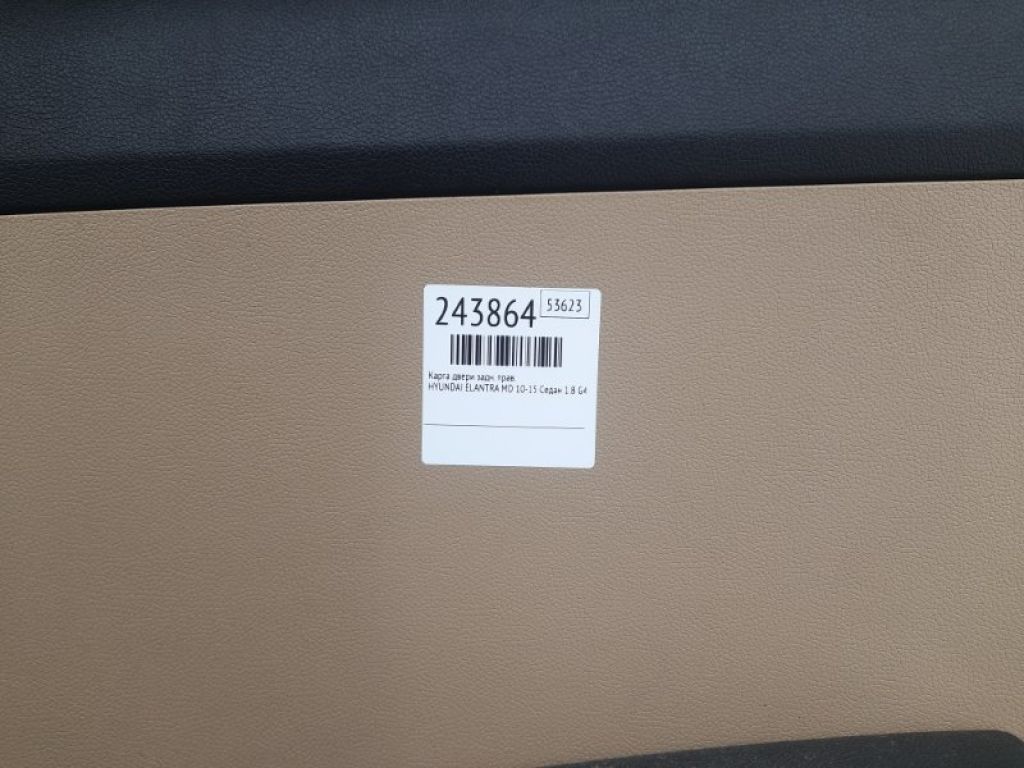 243864 53623
Карта двери задн. прав.
HYUNDAI ELANTRA MD 10-15 Седан 1.8 G4